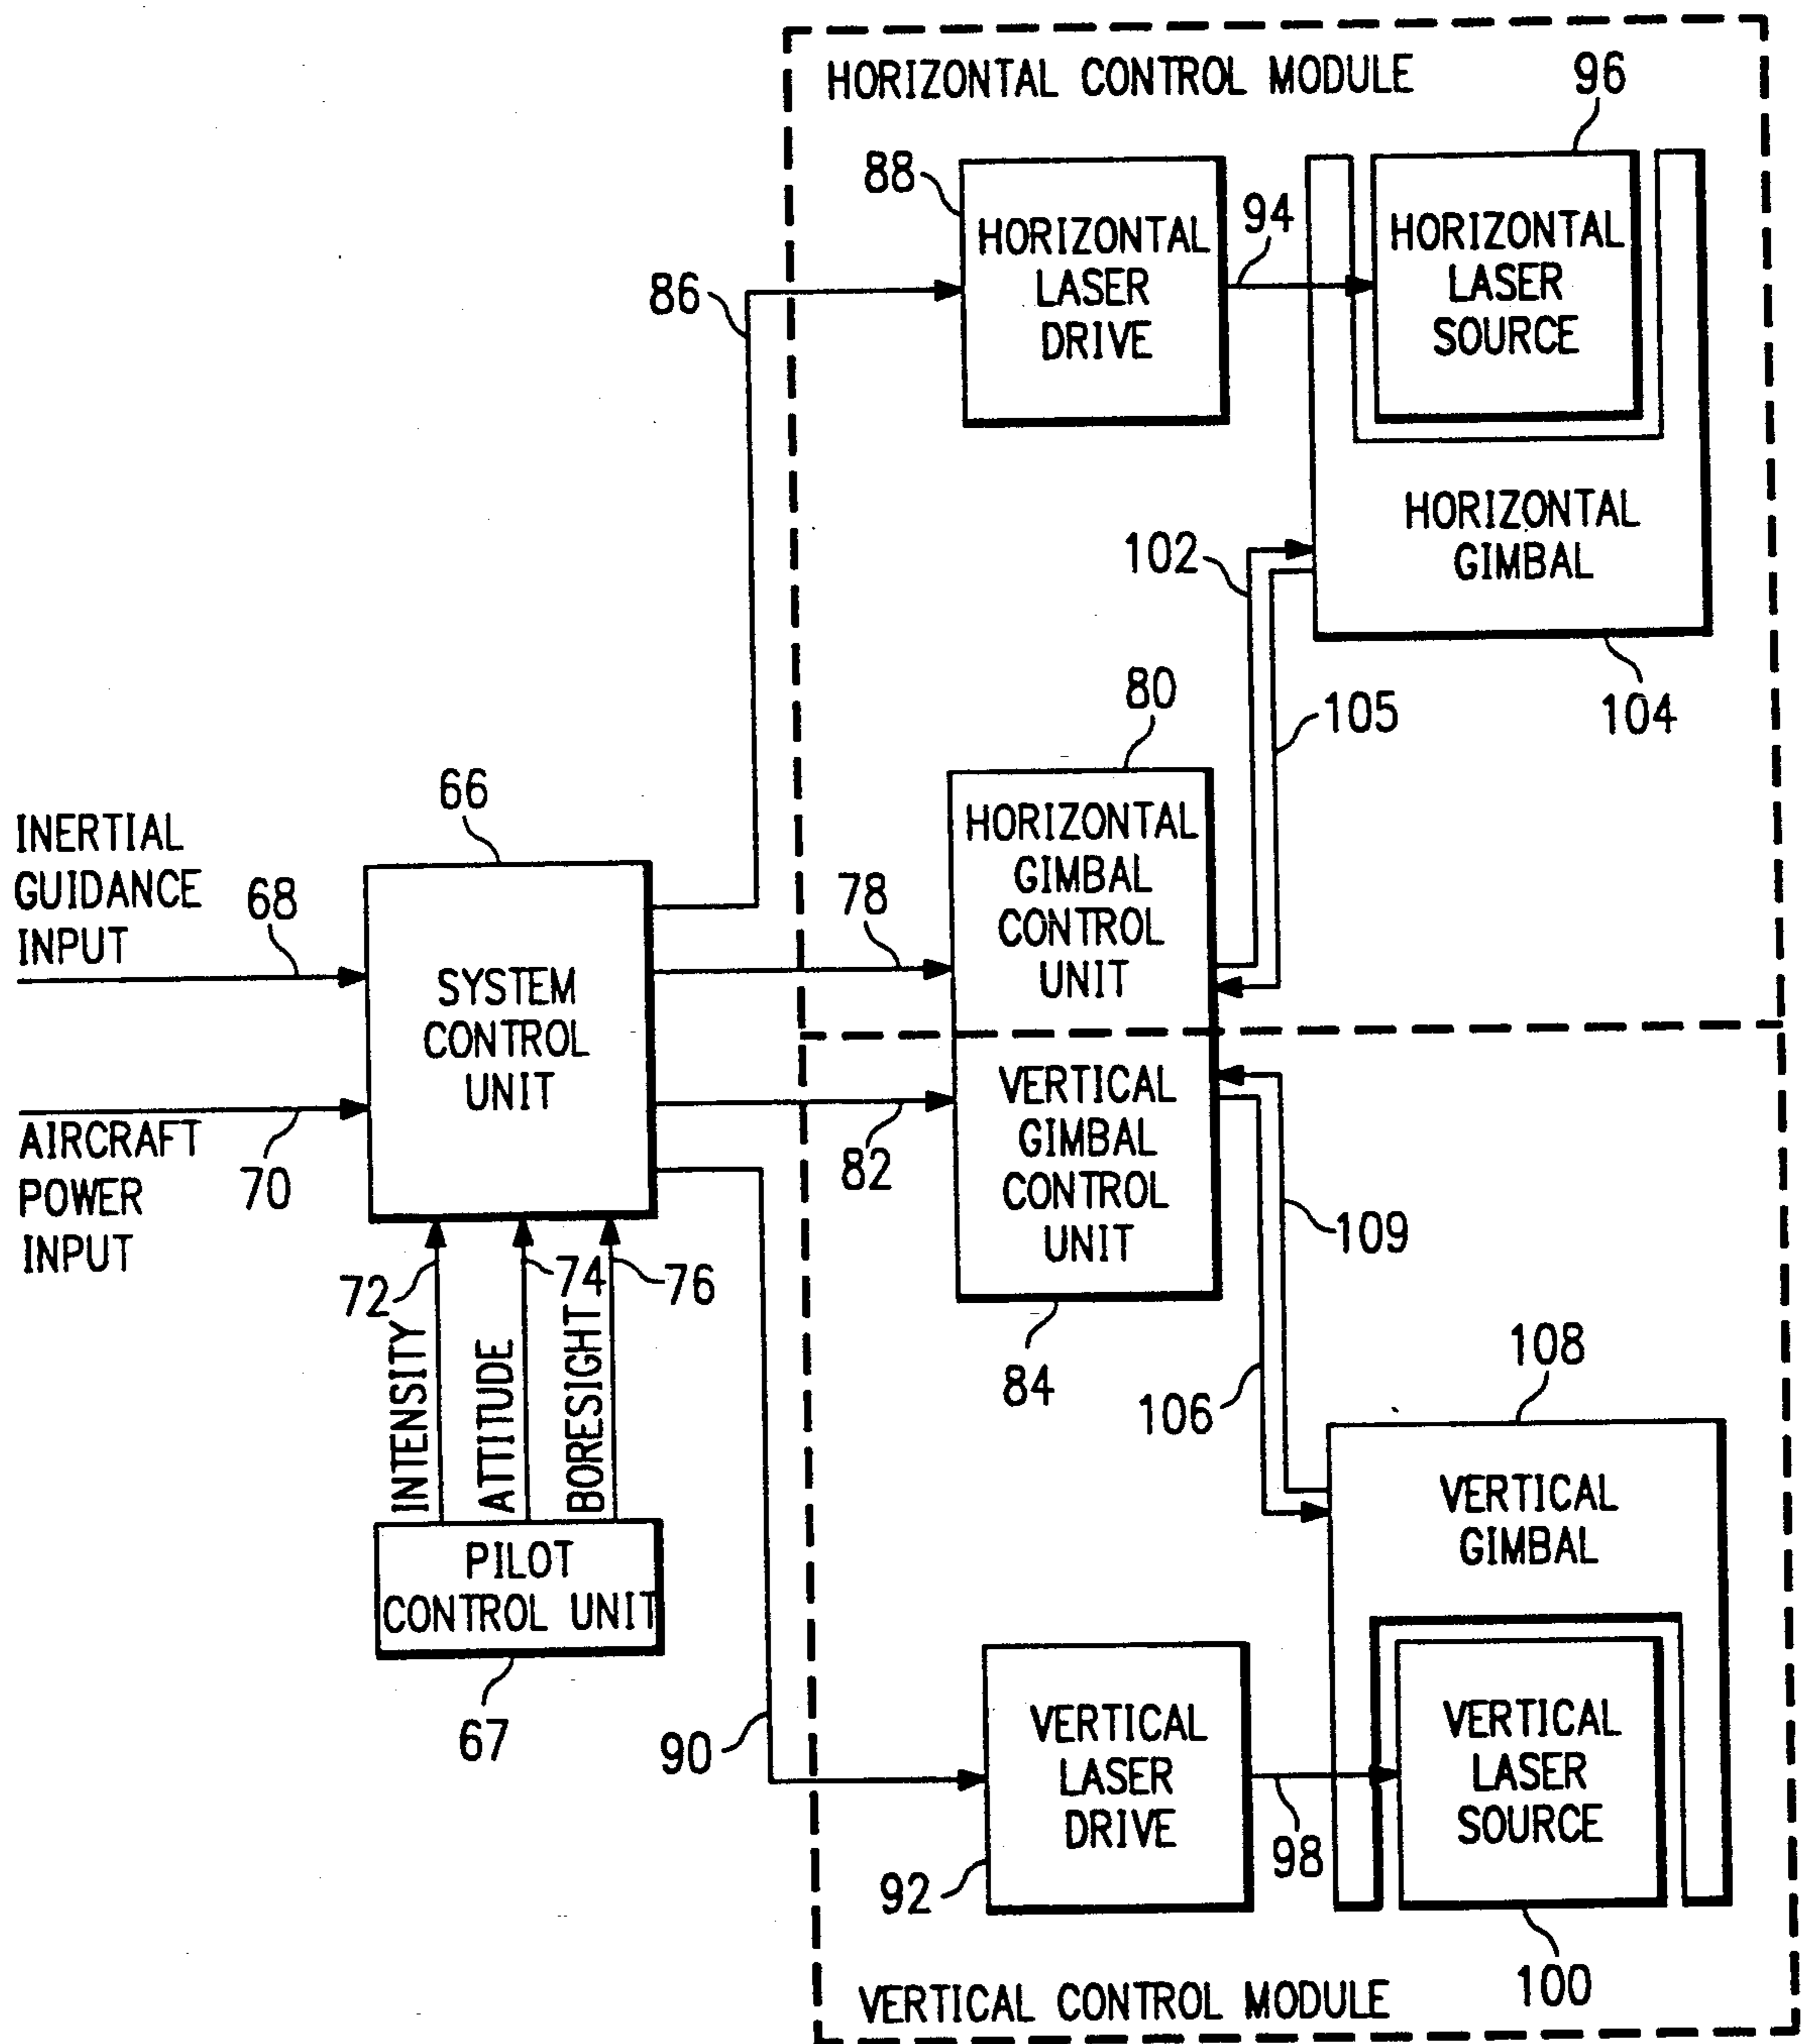 HORIZONTAL CONTROL MODULE
96
88
HORIZONTAL
LASER
DRIVE
94
HORIZONTAL
LASER
SOURCE
86
HORIZONTAL
GIMBAL
102
104
105
80
HORIZONTAL
GIMBAL
CONTROL
UNIT
66
INERTIAL
GUIDANCE
INPUT
68
78
SYSTEM
CONTROL
UNIT
AIRCRAFT
POWER
INPUT
70
82
VERTICAL
GIMBAL
CONTROL
UNIT
84
109
106
72
74
76
INTENSITY
ATTITUDE
BORESIGHT
PILOT
CONTROL UNIT
67
108
VERTICAL
GIMBAL
90
VERTICAL
LASER
DRIVE
92
98
VERTICAL
LASER
SOURCE
100
VERTICAL CONTROL MODULE